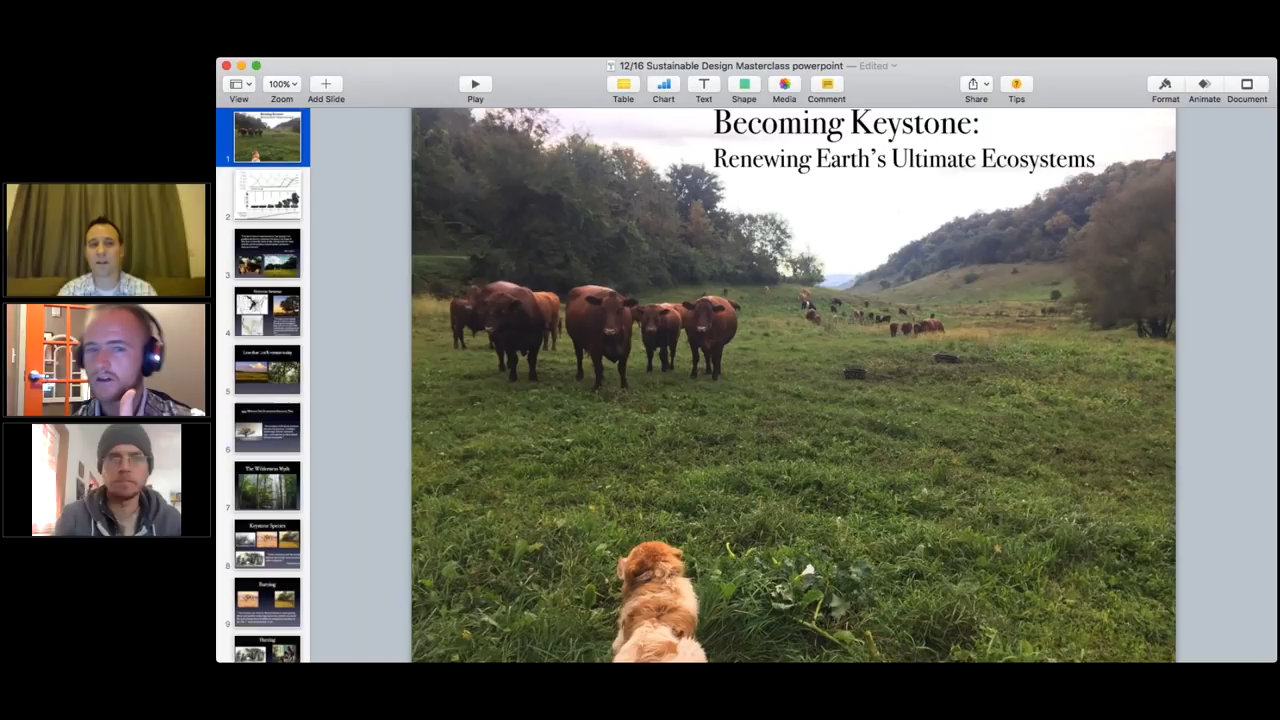 12/16 Sustainable Design Masterclass powerpoint — Edited
100%
View
Zoom
Add Slide
Play
Table
Chart
Text
Shape
Media
Comment
Share
Tips
Format
Animate
Document
Becoming Keystone:
Renewing Earth's Ultimate Ecosystems
1
2
3
4
5
6
The Wilderness Myth
7
Keystone Species
8
Burning
9
Hunting